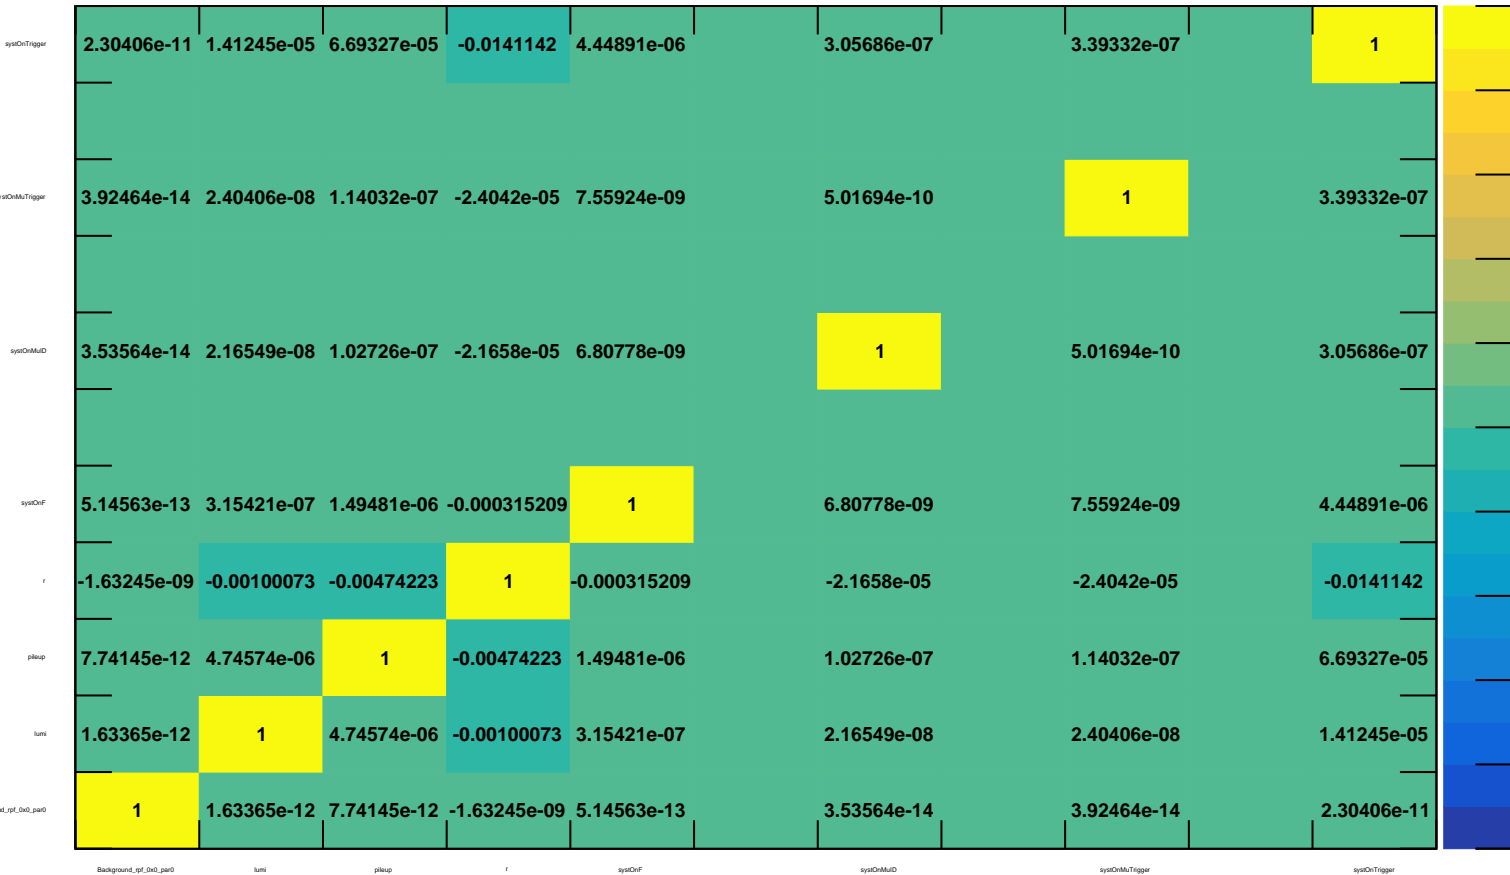 systOnTrigger 2.30406e-11 1.41245e-05 6.69327e-05 -0.0141142 4.44891e-06 3.05686e-07 3.39332e-07 1
stOnMuTrigger 3.92464e-14 2.40406e-08 1.14032e-07 -2.4042e-05 7.55924e-09 5.01694e-10 1 3.39332e-07
systOnMuID 3.53564e-14 2.16549e-08 1.02726e-07 -2.1658e-05 6.80778e-09 1 5.01694e-10 3.05686e-07
systOnF 5.14563e-13 3.15421e-07 1.49481e-06 -0.000315209 1 6.80778e-09 7.55924e-09 4.44891e-06
r -1.63245e-09 -0.00100073 -0.00474223 1 -0.000315209 -2.1658e-05 -2.4042e-05 -0.0141142
pileup 7.74145e-12 4.74574e-06 1 -0.00474223 1.49481e-06 1.02726e-07 1.14032e-07 6.69327e-05
lumi 1.63365e-12 1 4.74574e-06 -0.00100073 3.15421e-07 2.16549e-08 2.40406e-08 1.41245e-05
d_rpf_0x0_par0 1 1.63365e-12 7.74145e-12 -1.63245e-09 5.14563e-13 3.53564e-14 3.92464e-14 2.30406e-11
Background_rpf_0x0_par0 lumi pileup r systOnF systOnMuID systOnMuTrigger systOnTrigger